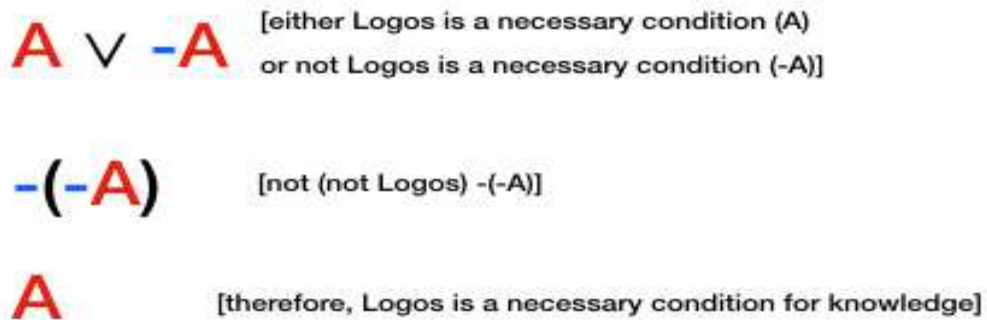 A ∨ -A [either Logos is a necessary condition (A)
or not Logos is a necessary condition (-A)]
-(-A) [not (not Logos) -(-A)]
A [therefore, Logos is a necessary condition for knowledge]